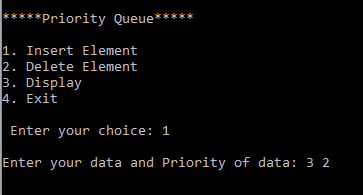 *****Priority Queue*****
1. Insert Element
2. Delete Element
3. Display
4. Exit
Enter your choice: 1
Enter your data and Priority of data: 3 2